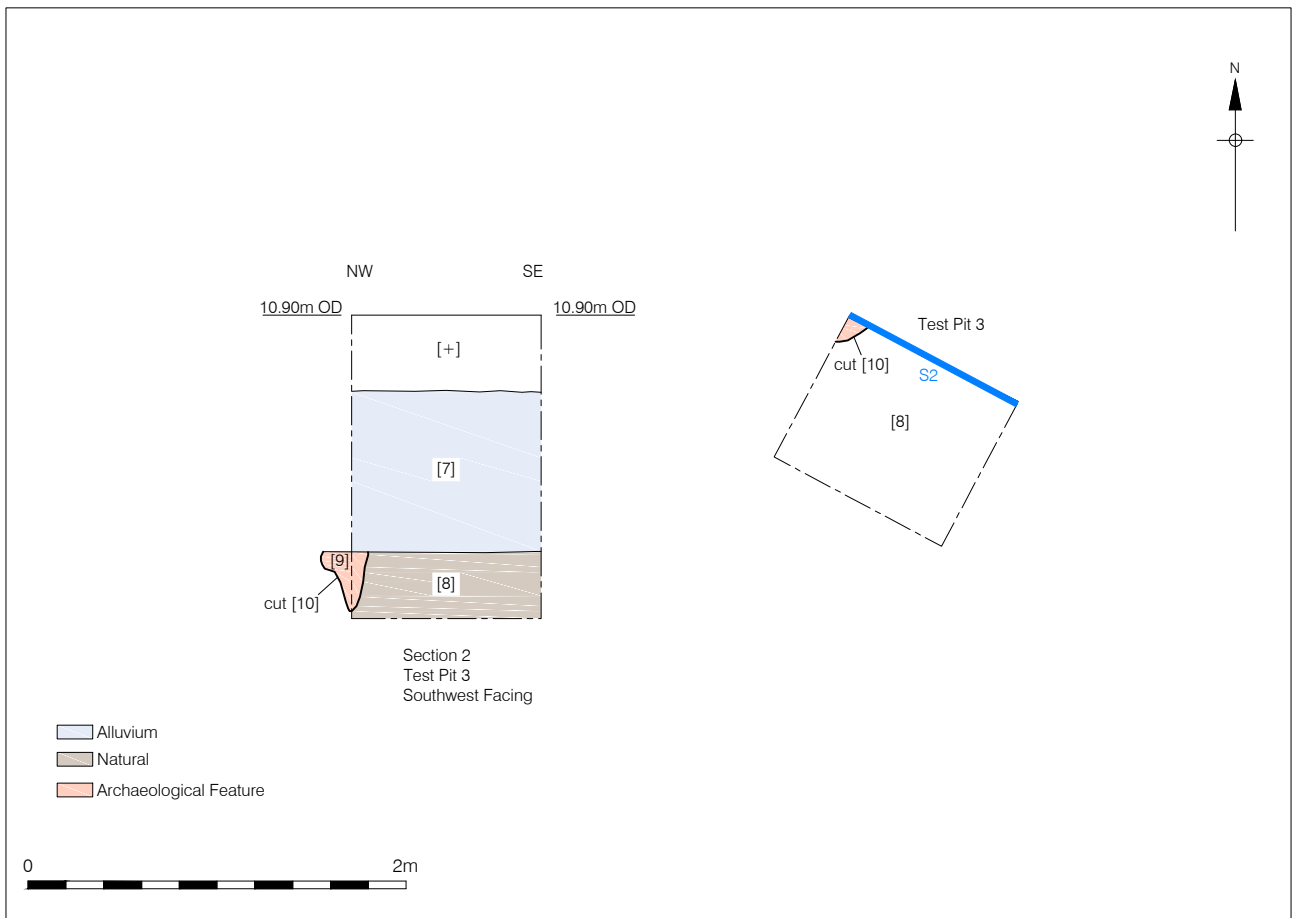 N
NW
SE
10.90m OD
10.90m OD
[+]
[7]
[9]
[8]
cut [10]
Section 2
Test Pit 3
Southwest Facing
Test Pit 3
cut [10]
S2
[8]
Alluvium
Natural
Archaeological Feature
0
2m